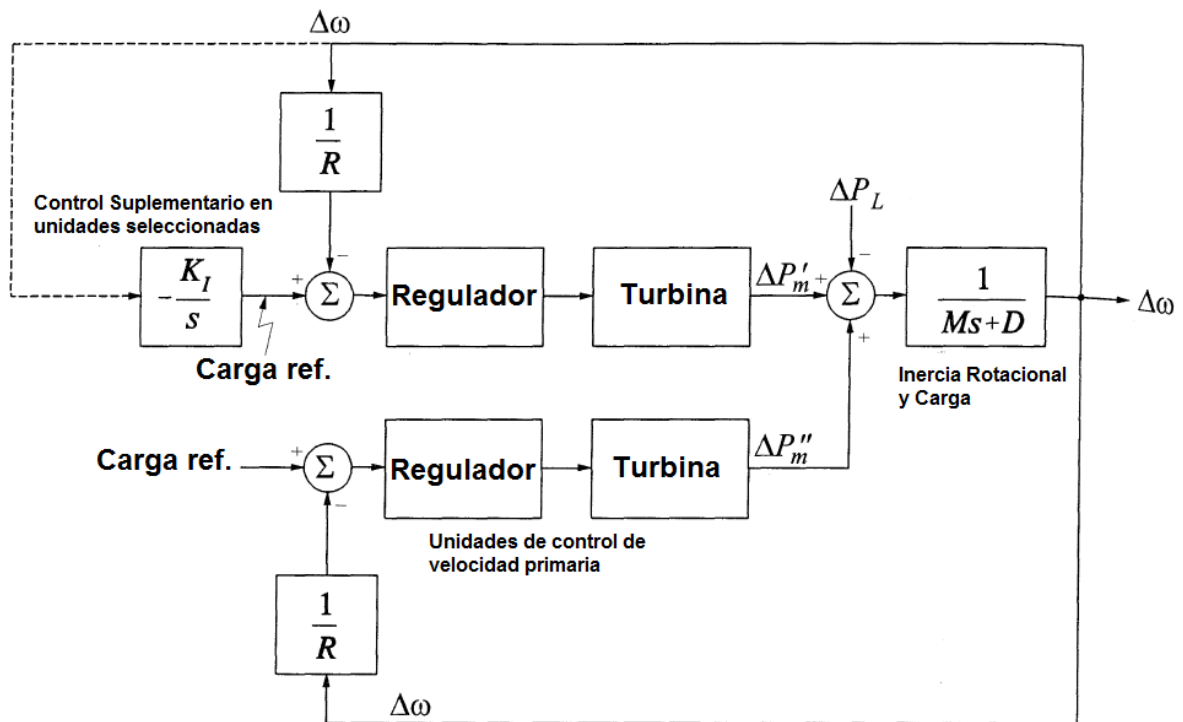 Δω
1
R
Control Suplementario en
unidades seleccionadas
ΔP_L
- K_I
s
+
-
Σ
Regulador
Turbina
ΔP'_m
+
-
Σ
+
1
Ms+D
Δω
Carga ref.
Inercia Rotacional
y Carga
Carga ref.
+
Σ
-
Regulador
Turbina
ΔP''_m
Unidades de control de
velocidad primaria
1
R
Δω